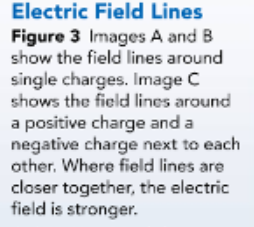 Electric Field Lines
Figure 3 Images A and B
show the field lines around
single charges. Image C
shows the field lines around
a positive charge and a
negative charge next to each
other. Where field lines are
closer together, the electric
field is stronger.